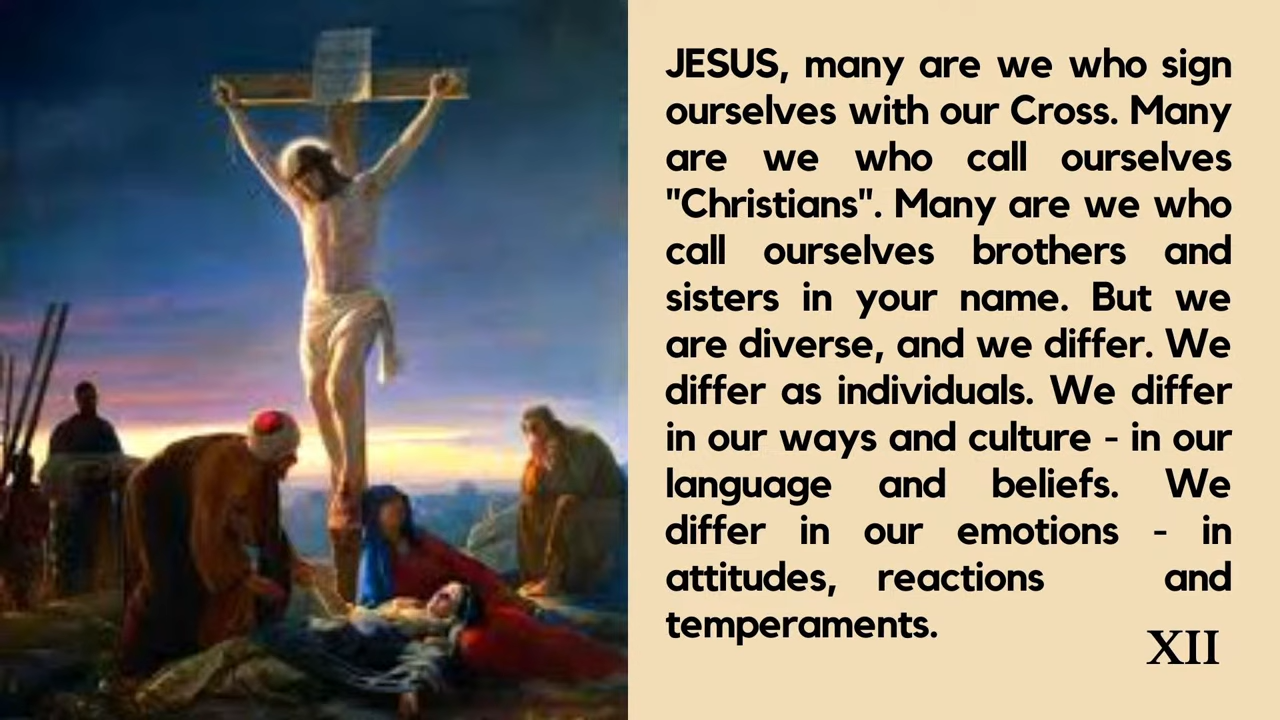 JESUS, many are we who sign
ourselves with our Cross. Many
are we who call ourselves
"Christians". Many are we who
call ourselves brothers and
sisters in your name. But we
are diverse, and we differ. We
differ as individuals. We differ
in our ways and culture - in our
language and beliefs. We
differ in our emotions - in
attitudes, reactions and
temperaments.
XII